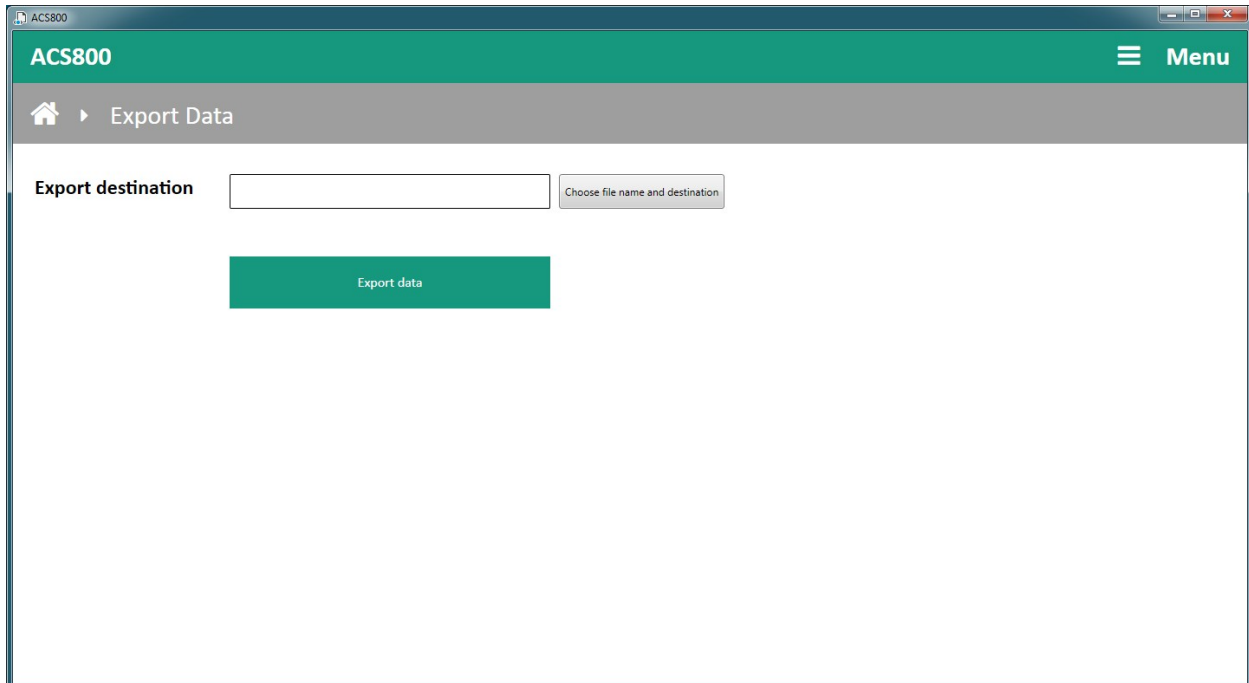 ACS800
ACS800 Menu
Export Data
Export destination Choose file name and destination
Export data